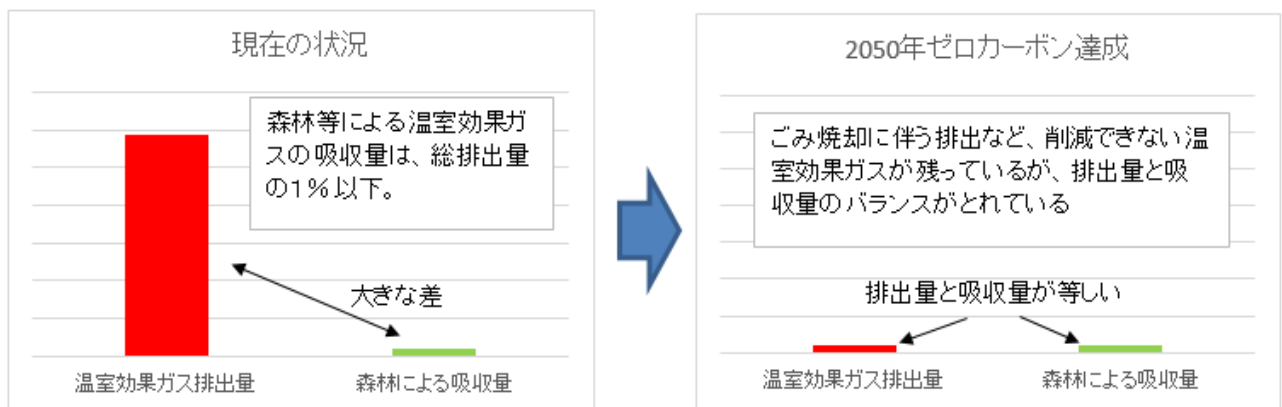 現在の状況
森林等による温室効果ガ
スの吸収量は、総排出量
の1%以下。
大きな差
温室効果ガス排出量
森林による吸収量
2050年ゼロカーボン達成
ごみ焼却に伴う排出など、削減できない温
室効果ガスが残っているが、排出量と吸
収量のバランスがとれている
排出量と吸収量が等しい
温室効果ガス排出量
森林による吸収量